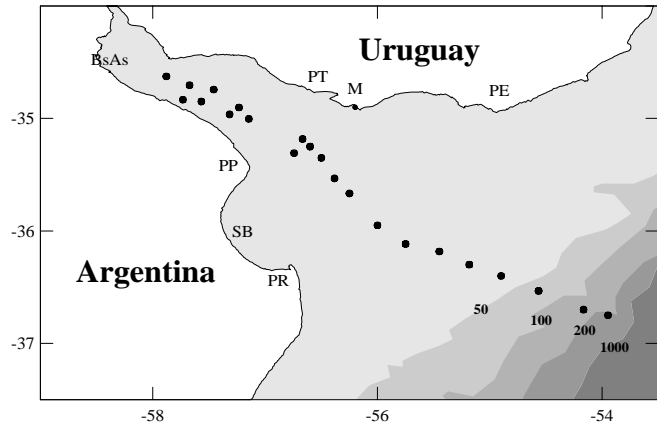 Uruguay
BsAs
PT
M
PE
-35
PP
-36
SB
Argentina
PR
50
100
200
-37
1000
-58
-56
-54